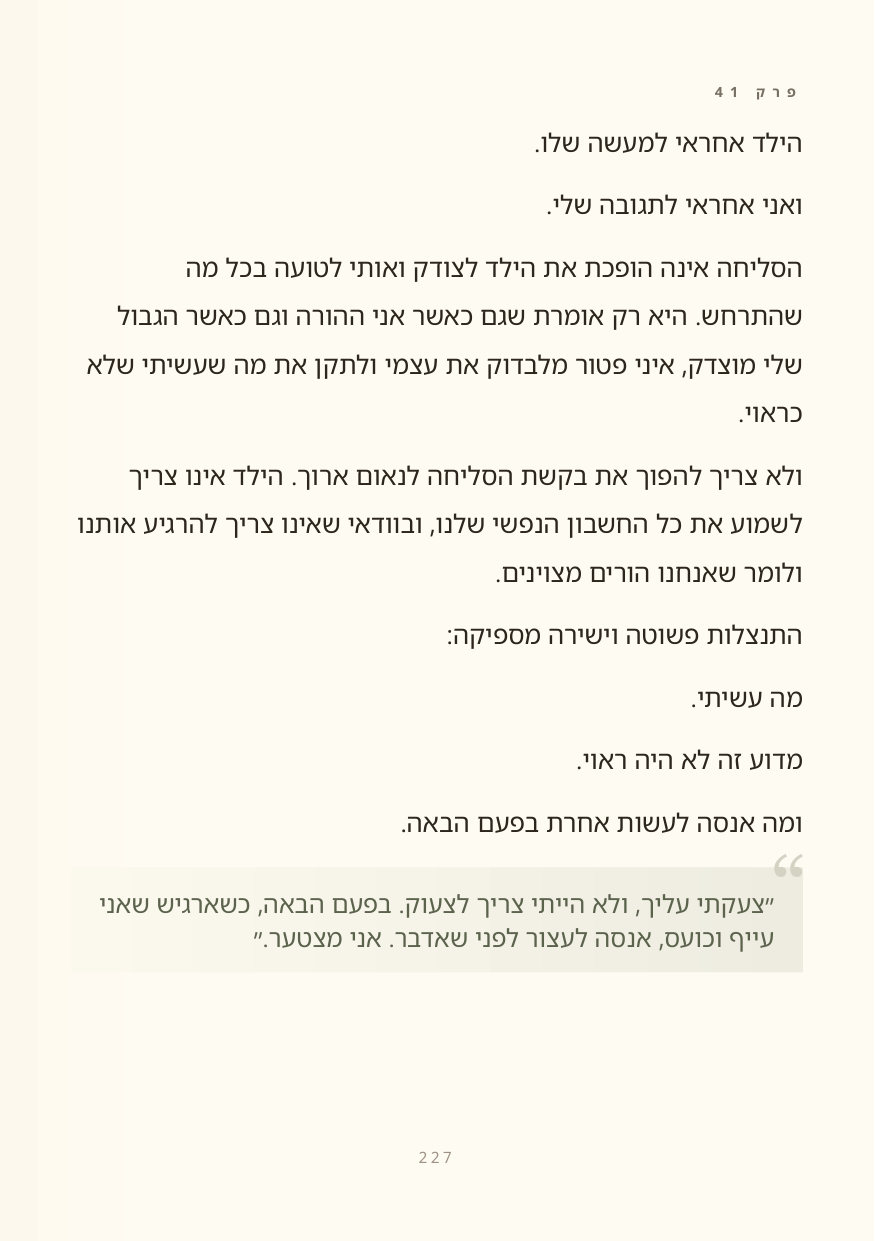 פרק 41
הילד אחראי למעשה שלו.
ואני אחראי לתגובה שלי.
הסליחה אינה הופכת את הילד לצודק ואותי לטועה בכל מה
שהתרחש. היא רק אומרת שגם כאשר אני ההורה וגם כאשר הגבול
שלי מוצדק, איני פטור מלבדוק את עצמי ולתקן את מה שעשיתי שלא
כראוי.
ולא צריך להפוך את בקשת הסליחה לנאום ארוך. הילד אינו צריך
לשמוע את כל החשבון הנפשי שלנו, ובוודאי שאינו צריך להרגיע אותנו
ולומר שאנחנו הורים מצוינים.
התנצלות פשוטה וישירה מספיקה:
מה עשיתי.
מדוע זה לא היה ראוי.
ומה אנסה לעשות אחרת בפעם הבאה.
״צעקתי עליך, ולא הייתי צריך לצעוק. בפעם הבאה, כשארגיש שאני
עייף וכועס, אנסה לעצור לפני שאדבר. אני מצטער.״
227